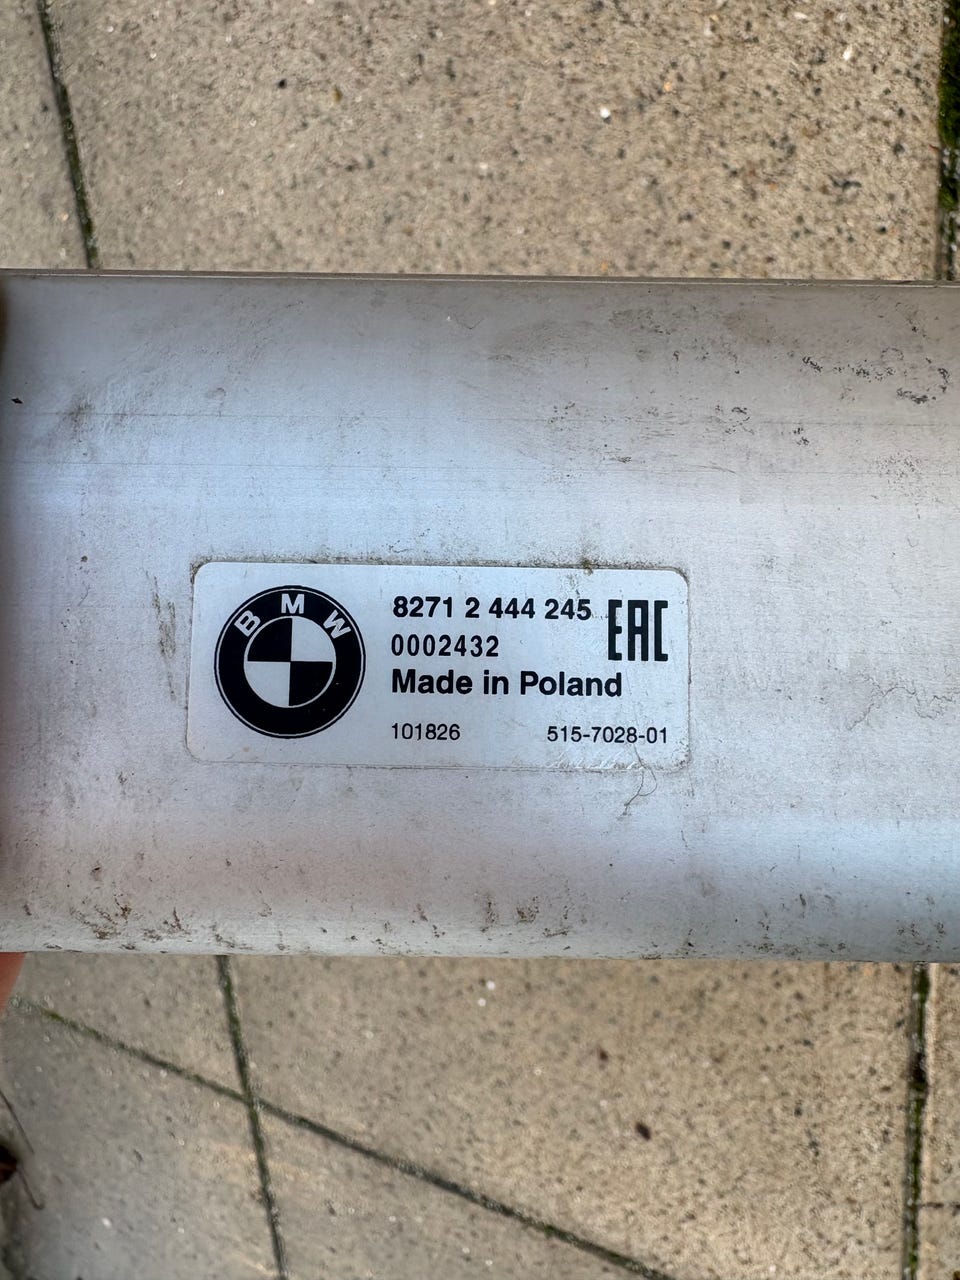 BMW
8271 2 444 245
EAC
0002432
Made in Poland
101826 515-7028-01